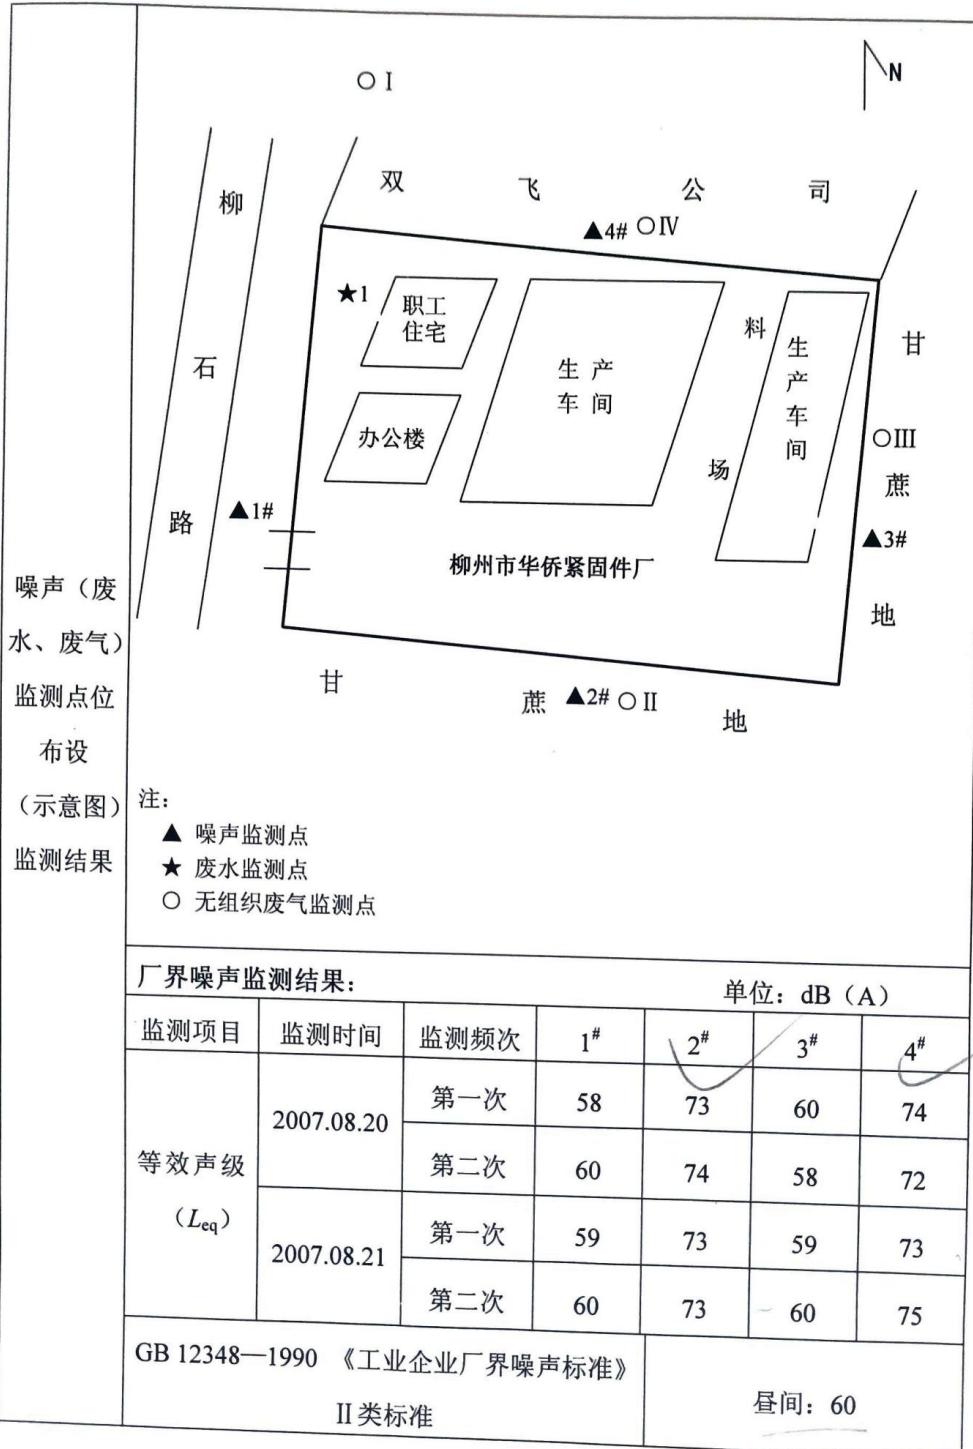 噪声（废
水、废气）
监测点位
布设
（示意图）
监测结果
○ I
N
双 飞 公 司
▲4# ○IV
柳 石 路
★1
职工
住宅
办公楼
生 产
车 间
料 场
生
产
车
间
甘 蔗 地
○III
▲3#
▲1#
柳州市华侨紧固件厂
甘 蔗 地
▲2# ○II
注：
▲ 噪声监测点
★ 废水监测点
○ 无组织废气监测点
厂界噪声监测结果： 单位：dB（A）
监测项目 监测时间 监测频次 1# 2# 3# 4#
等效声级
（Leq）
2007.08.20 第一次 58 73 60 74
第二次 60 74 58 72
2007.08.21 第一次 59 73 59 73
第二次 60 73 60 75
GB 12348—1990 《工业企业厂界噪声标准》
II类标准
昼间：60